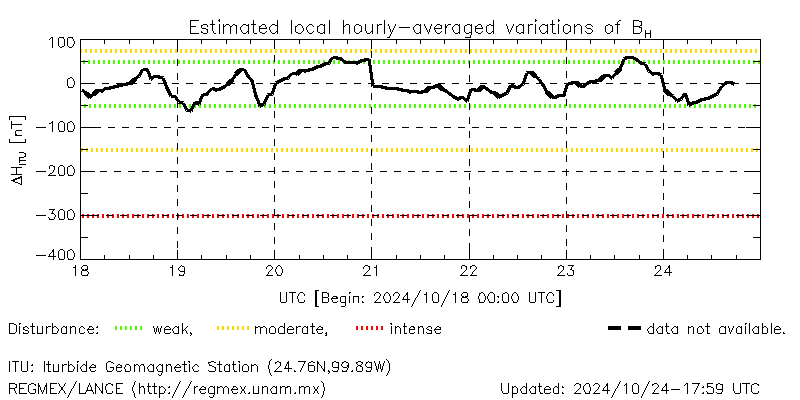 Estimated local hourly-averaged variations of BH
100
0
-100
-200
-300
-400
ΔHITU [nT]
18 19 20 21 22 23 24
UTC [Begin: 2024/10/18 00:00 UTC]
Disturbance: weak, moderate, intense data not available.
ITU: Iturbide Geomagnetic Station (24.76N,99.89W)
REGMEX/LANCE (http://regmex.unam.mx) Updated: 2024/10/24-17:59 UTC